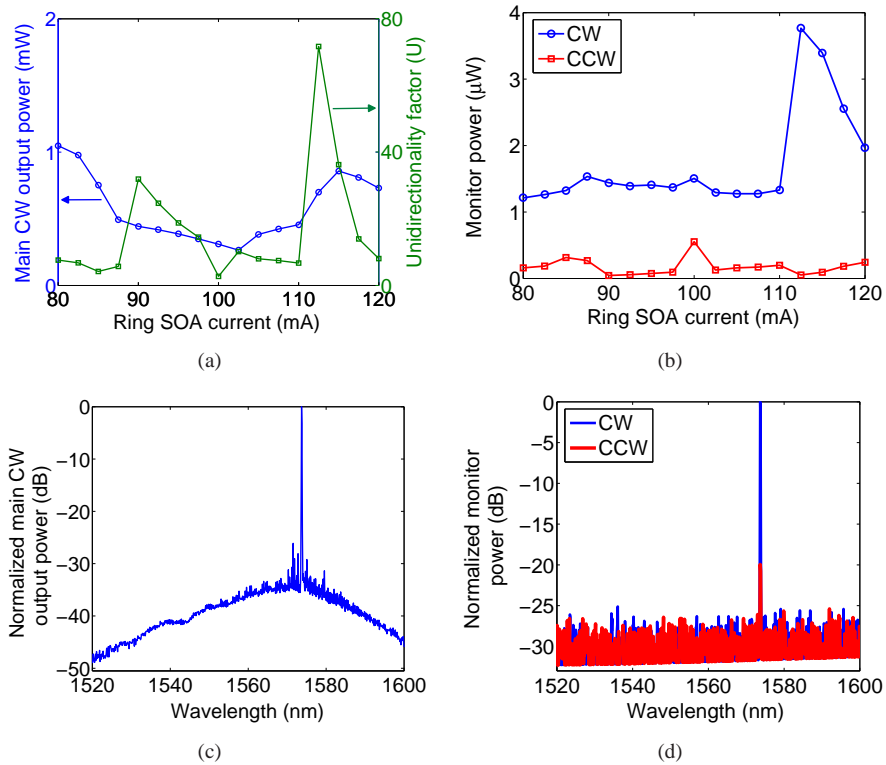 2
80
Main CW output power (mW)
1
40
Unidirectionality factor (U)
0
0
80
90
100
110
120
Ring SOA current (mA)
(a)
4
CW
CCW
3
Monitor power (μW)
2
1
0
80
90
100
110
120
Ring SOA current (mA)
(b)
0
−10
−20
−30
−40
−50
Normalized main CW
output power (dB)
1520
1540
1560
1580
1600
Wavelength (nm)
(c)
0
CW
CCW
−5
−10
−15
−20
−25
−30
Normalized monitor
power (dB)
1520
1540
1560
1580
1600
Wavelength (nm)
(d)